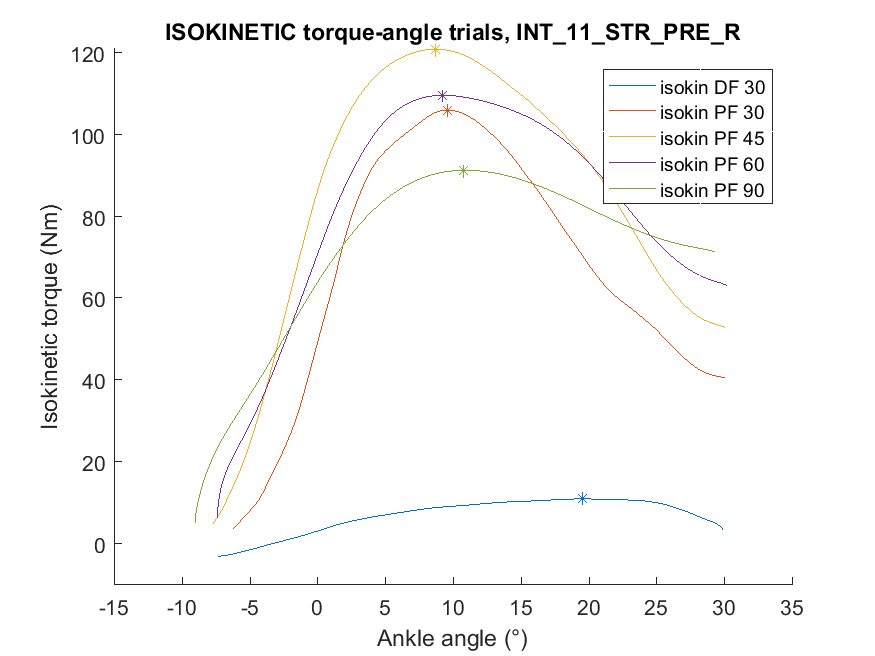 ISOKINETIC torque-angle trials, INT_11_STR_PRE_R
120
100
80
60
40
20
0
Isokinetic torque (Nm)
isokin DF 30
isokin PF 30
isokin PF 45
isokin PF 60
isokin PF 90
-15 -10 -5 0 5 10 15 20 25 30 35
Ankle angle (°)